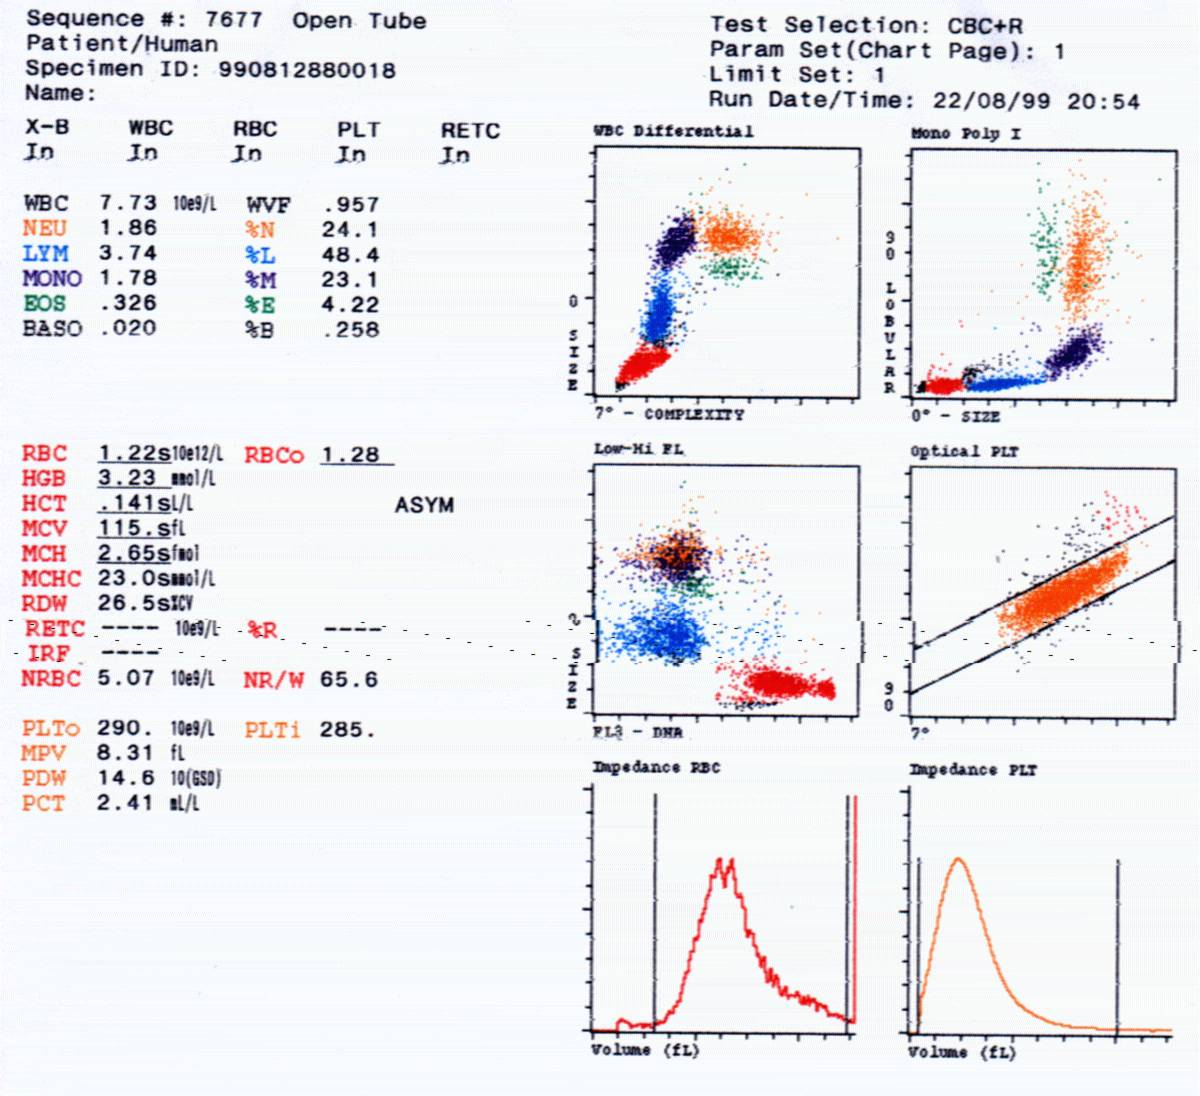 Sequence #: 7677 Open Tube
Patient/Human
Specimen ID: 990812880018
Name:
Test Selection: CBC+R
Param Set(Chart Page): 1
Limit Set: 1
Run Date/Time: 22/08/99 20:54
X-B WBC RBC PLT RETC
In In In In In
WBC 7.73 10e9/L WVF .957
NEU 1.86 %N 24.1
LYM 3.74 %L 48.4
MONO 1.78 %M 23.1
EOS .326 %E 4.22
BASO .020 %B .258
WBC Differential
0 SIZE
7° - COMPLEXITY
Mono Poly I
90 LOBULAR
0° - SIZE
RBC 1.22s 10e12/L RBCo 1.28
HGB 3.23 mmol/L
HCT .141s L/L ASYM
MCV 115.s fL
MCH 2.65s fmol
MCHC 23.0s mmol/L
RDW 26.5s %CV
RETC ---- 10e9/L %R ----
IRF ----
NRBC 5.07 10e9/L NR/W 65.6
PLTo 290. 10e9/L PLTi 285.
MPV 8.31 fL
PDW 14.6 10(GSD)
PCT 2.41 mL/L
Low-Hi FL
SIZE
FL3 - DNA
Optical PLT
90
7°
Impedance RBC
Volume (fL)
Impedance PLT
Volume (fL)